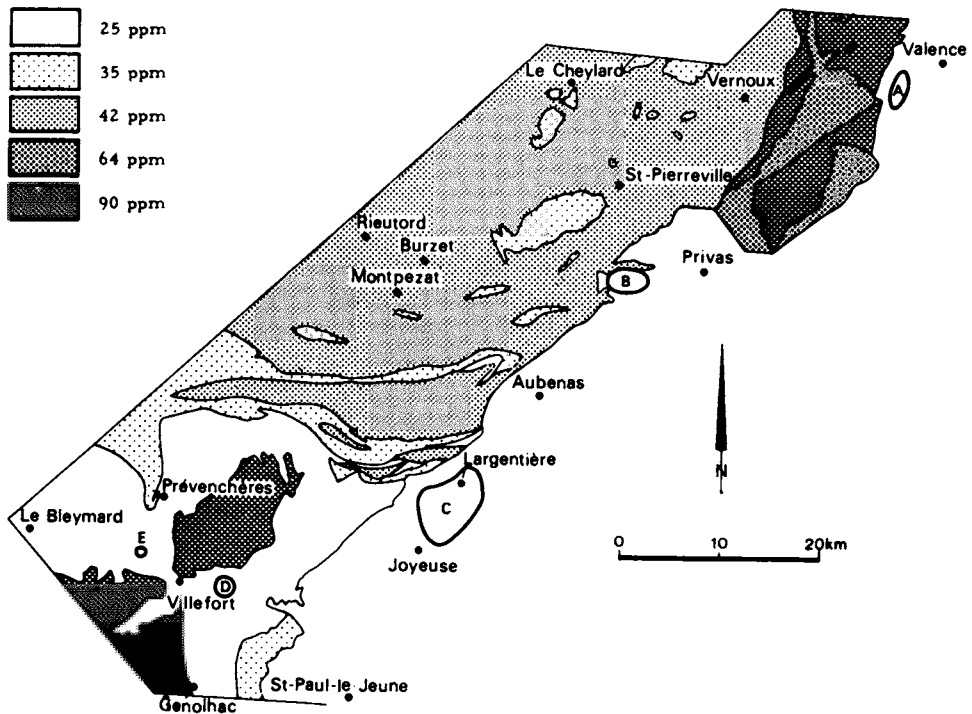 25 ppm
35 ppm
42 ppm
64 ppm
90 ppm
Valence
A
Le Cheylard
Vernoux
St-Pierreville
Rieutord
Burzet
Montpezat
Privas
B
Aubenas
N
Largentière
C
Prévenchères
Le Bleymard
E
Joyeuse
0 10 20km
D
Villefort
St-Paul-le Jeune
Genolhac